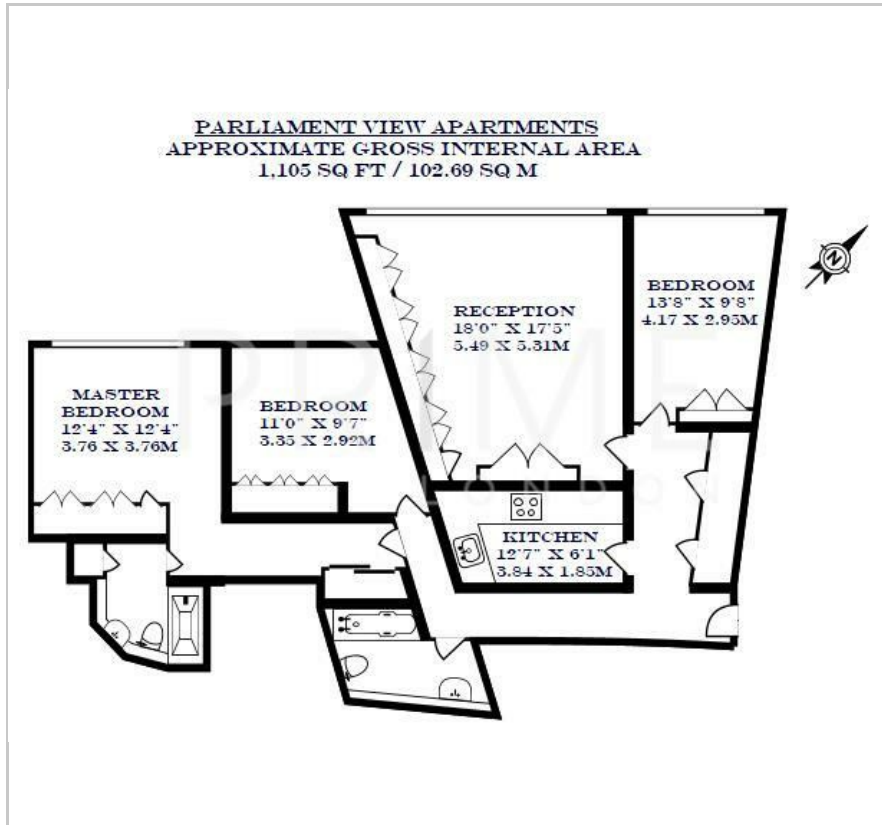 PARLIAMENT VIEW APARTMENTS
APPROXIMATE GROSS INTERNAL AREA
1,105 SQ FT / 102.69 SQ M
N
BEDROOM
13'8" X 9'8"
4.17 X 2.95M
RECEPTION
18'0" X 17'5"
5.49 X 5.31M
MASTER
BEDROOM
12'4" X 12'4"
3.76 X 3.76M
BEDROOM
11'0" X 9'7"
3.35 X 2.92M
PRIME
LONDON
KITCHEN
12'7" X 6'1"
3.84 X 1.85M